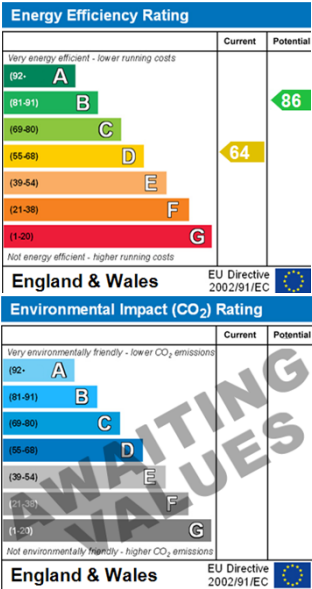 Energy Efficiency Rating
Current Potential
Very energy efficient - lower running costs
(92- A
(81-91) B
86
(69-80) C
(55-68) D
64
(39-54) E
(21-38) F
(1-20) G
Not energy efficient - higher running costs
England & Wales
EU Directive
2002/91/EC
Environmental Impact (CO2) Rating
Current Potential
Very environmentally friendly - lower CO2 emissions
(92- A
(81-91) B
(69-80) C
(55-68) D
(39-54) E
(21-38) F
(1-20) G
AWAITING
VALUES
Not environmentally friendly - higher CO2 emissions
England & Wales
EU Directive
2002/91/EC